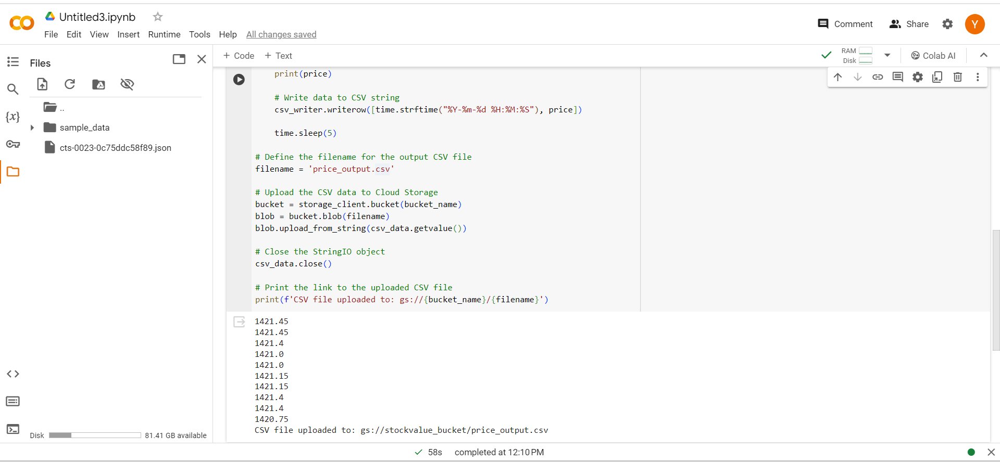 Untitled3.ipynb
File Edit View Insert Runtime Tools Help All changes saved
Comment Share Y
Files
+ Code + Text
RAM
Disk
Colab AI
..
sample_data
cts-0023-0c75ddc58f89.json
{x}
print(price)
# Write data to CSV string
csv_writer.writerow([time.strftime("%Y-%m-%d %H:%M:%S"), price])
time.sleep(5)
# Define the filename for the output CSV file
filename = 'price_output.csv'
# Upload the CSV data to Cloud Storage
bucket = storage_client.bucket(bucket_name)
blob = bucket.blob(filename)
blob.upload_from_string(csv_data.getvalue())
# Close the StringIO object
csv_data.close()
# Print the link to the uploaded CSV file
print(f'CSV file uploaded to: gs://{bucket_name}/{filename}')
1421.45
1421.45
1421.4
1421.0
1421.0
1421.15
1421.15
1421.4
1421.4
1420.75
CSV file uploaded to: gs://stockvalue_bucket/price_output.csv
Disk 81.41 GB available
58s completed at 12:10 PM